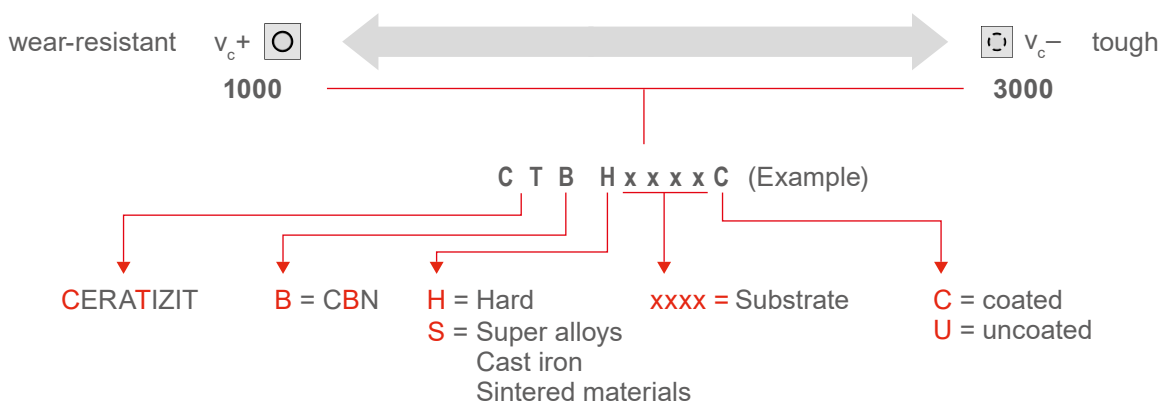 wear-resistant vc+ vc– tough
1000 3000
C T B H x x x x C (Example)
CERATIZIT B = CBN H = Hard xxxx = Substrate C = coated
S = Super alloys U = uncoated
Cast iron
Sintered materials